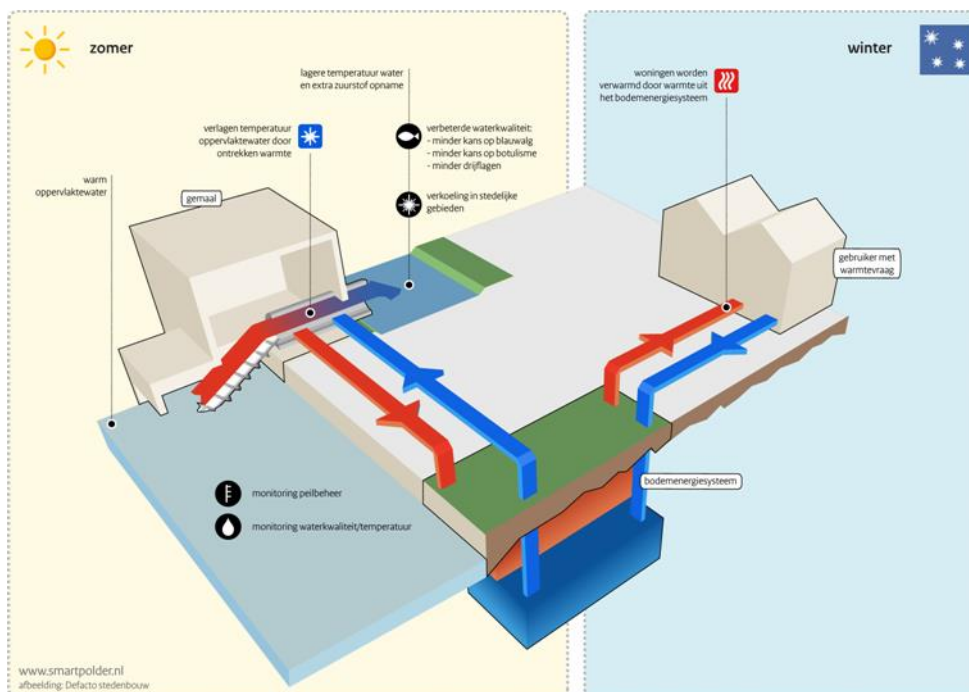 zomer
winter
lagere temperatuur water
en extra zuurstof opname
woningen worden
verwarmd door warmte uit
het bodemenergiesysteem
verlagen temperatuur
oppervlaktewater door
ontrekken warmte
verbeterde waterkwaliteit:
- minder kans op blauwalg
- minder kans op botulisme
- minder drijflagen
warm
oppervlaktewater
gemaal
verkoeling in stedelijke
gebieden
gebruiker met
warmtevraag
bodemenergiesysteem
monitoring peilbeheer
monitoring waterkwaliteit/temperatuur
www.smartpolder.nl
afbeelding: Defacto stedenbouw